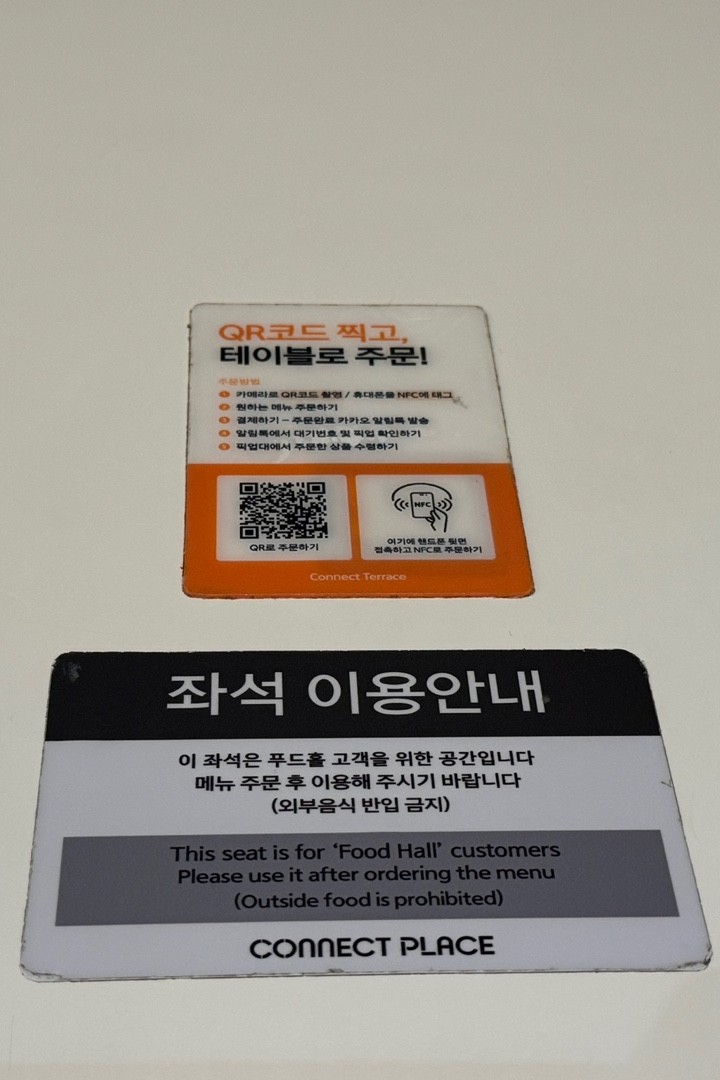 QR코드 찍고,
테이블로 주문!
주문방법
1 카메라로 QR코드 촬영 / 휴대폰을 NFC에 태그
2 원하는 메뉴 주문하기
3 결제하기 – 주문완료 카카오 알림톡 발송
4 알림톡에서 대기번호 및 픽업 확인하기
5 픽업대에서 주문한 상품 수령하기
QR로 주문하기
NFC
여기에 핸드폰 뒷면
접촉하고 NFC로 주문하기
Connect Terrace
좌석 이용안내
이 좌석은 푸드홀 고객을 위한 공간입니다
메뉴 주문 후 이용해 주시기 바랍니다
(외부음식 반입 금지)
This seat is for ‘Food Hall’ customers
Please use it after ordering the menu
(Outside food is prohibited)
CONNECT PLACE